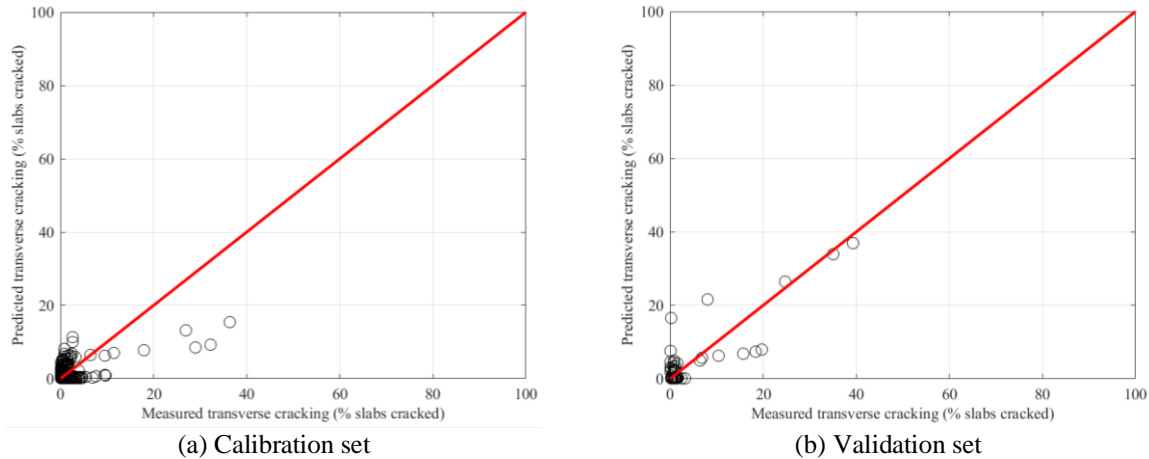 100
80
60
40
20
0
Predicted transverse cracking (% slabs cracked)
0 20 40 60 80 100
Measured transverse cracking (% slabs cracked)
(a) Calibration set
100
80
60
40
20
0
Predicted transverse cracking (% slabs cracked)
0 20 40 60 80 100
Measured transverse cracking (% slabs cracked)
(b) Validation set